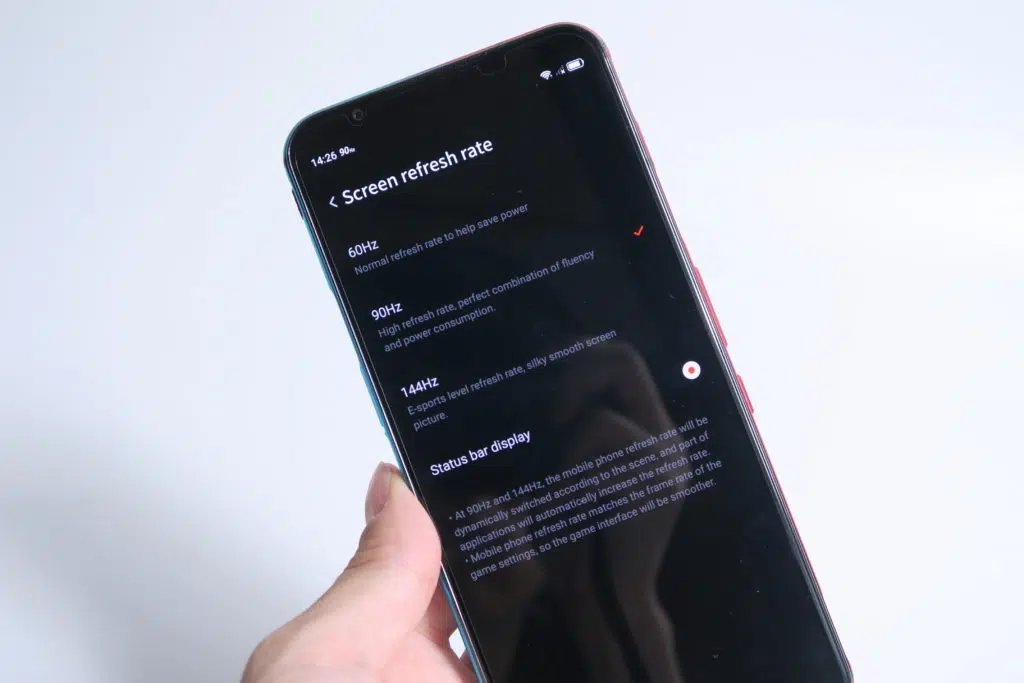 14:26 90Hz
Screen refresh rate
60Hz
Normal refresh rate to help save power
90Hz
High refresh rate, perfect combination of fluency
and power consumption.
144Hz
E-sports level refresh rate, silky smooth screen
picture.
Status bar display
• At 90Hz and 144Hz, the mobile phone refresh rate will be
dynamically switched according to the scene, and part of
applications will automatically increase the refresh rate.
• Mobile phone refresh rate matches the frame rate of the
game settings, so the game interface will be smoother.